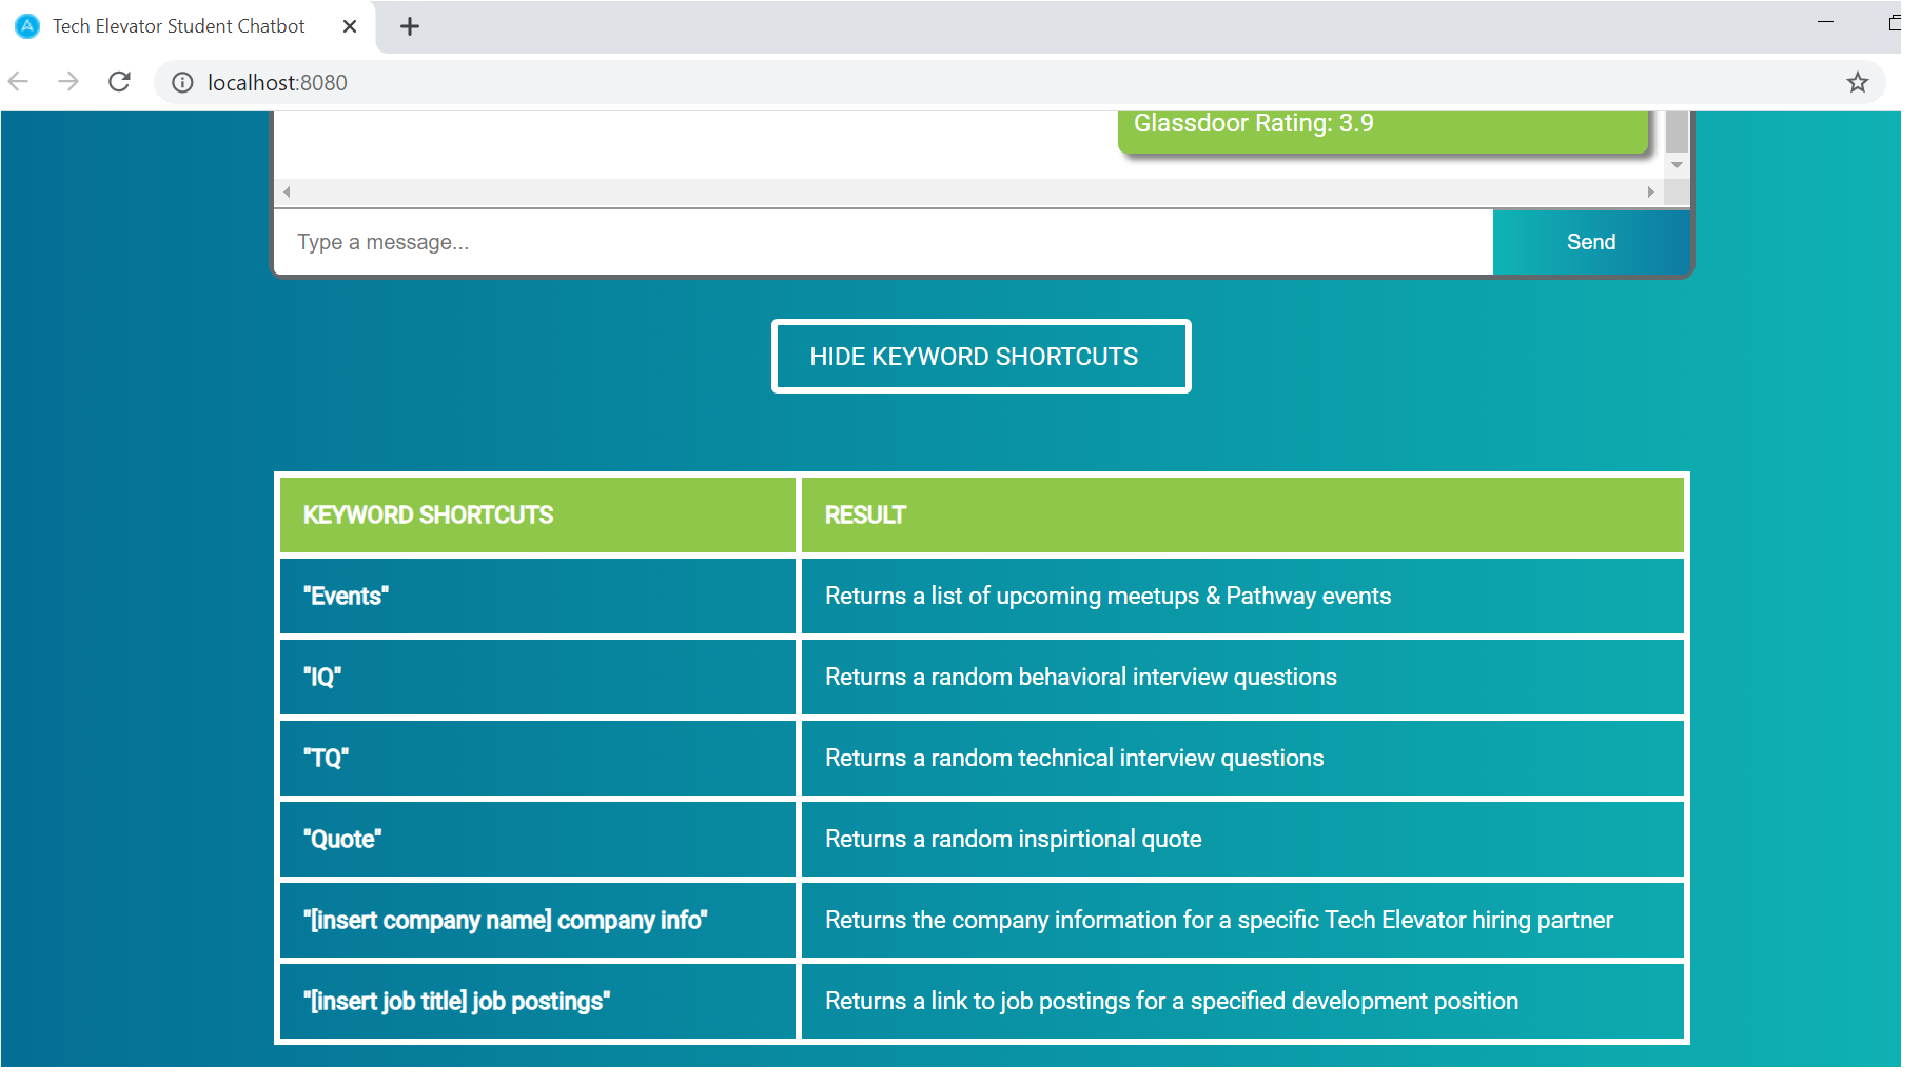 Tech Elevator Student Chatbot
localhost:8080
Glassdoor Rating: 3.9
Type a message...
Send
HIDE KEYWORD SHORTCUTS
KEYWORD SHORTCUTS RESULT
"Events" Returns a list of upcoming meetups & Pathway events
"IQ" Returns a random behavioral interview questions
"TQ" Returns a random technical interview questions
"Quote" Returns a random inspirtional quote
"[insert company name] company info" Returns the company information for a specific Tech Elevator hiring partner
"[insert job title] job postings" Returns a link to job postings for a specified development position